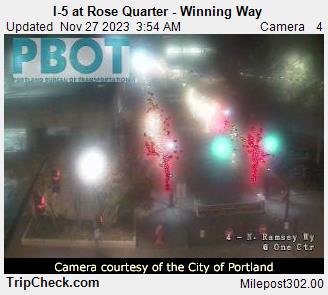 I-5 at Rose Quarter - Winning Way
Updated Nov 27 2023 3:54 AM Camera 4
PBOT
PORTLAND BUREAU OF TRANSPORTATION
4 - N. Ramsey Wy
@ One Ctr
Camera courtesy of the City of Portland
TripCheck.com Milepost302.00